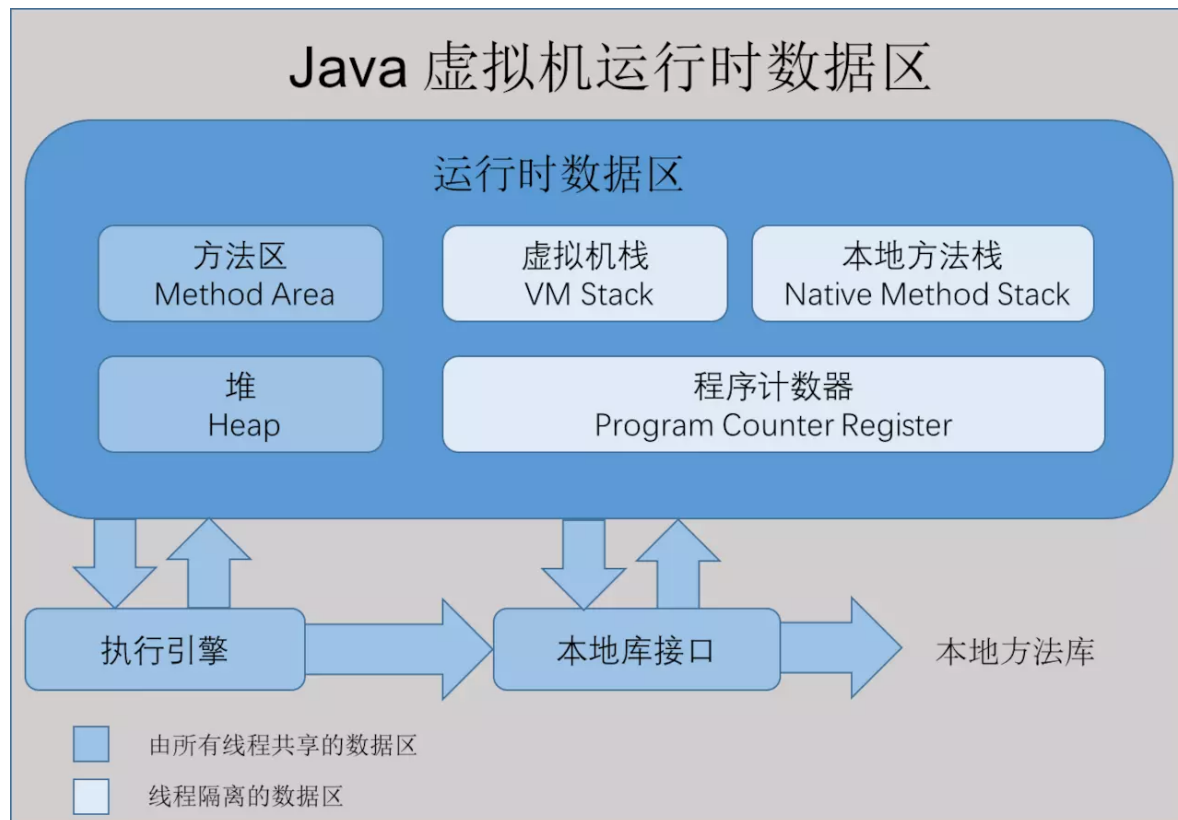 Java 虚拟机运行时数据区
运行时数据区
方法区
Method Area
虚拟机栈
VM Stack
本地方法栈
Native Method Stack
堆
Heap
程序计数器
Program Counter Register
执行引擎
本地库接口
本地方法库
由所有线程共享的数据区
线程隔离的数据区